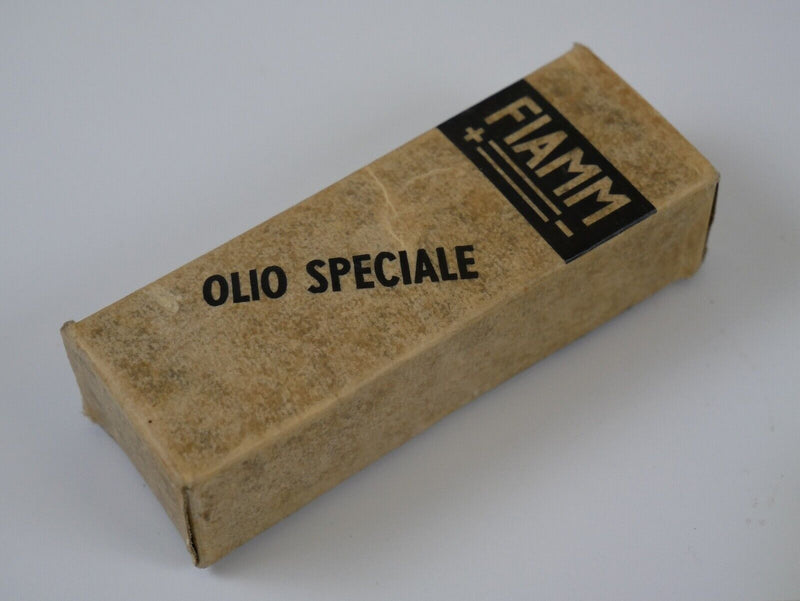 FIAMM
+ -
OLIO SPECIALE